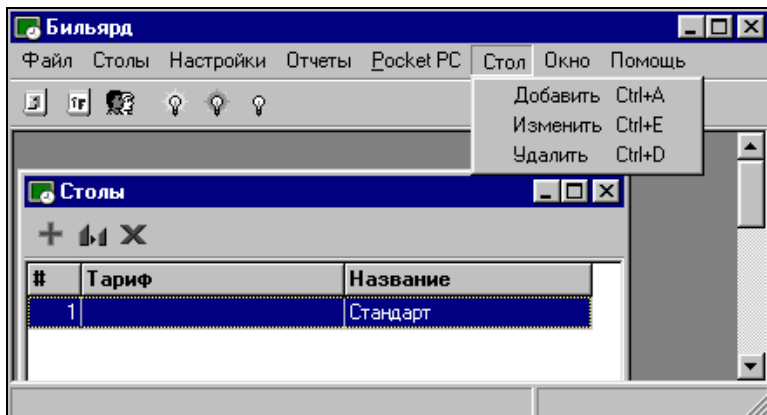 Бильярд
Файл Столы Настройки Отчеты Pocket PC Стол Окно Помощь
Добавить Ctrl+A
Изменить Ctrl+E
Удалить Ctrl+D
Столы
# Тариф Название
1 Стандарт